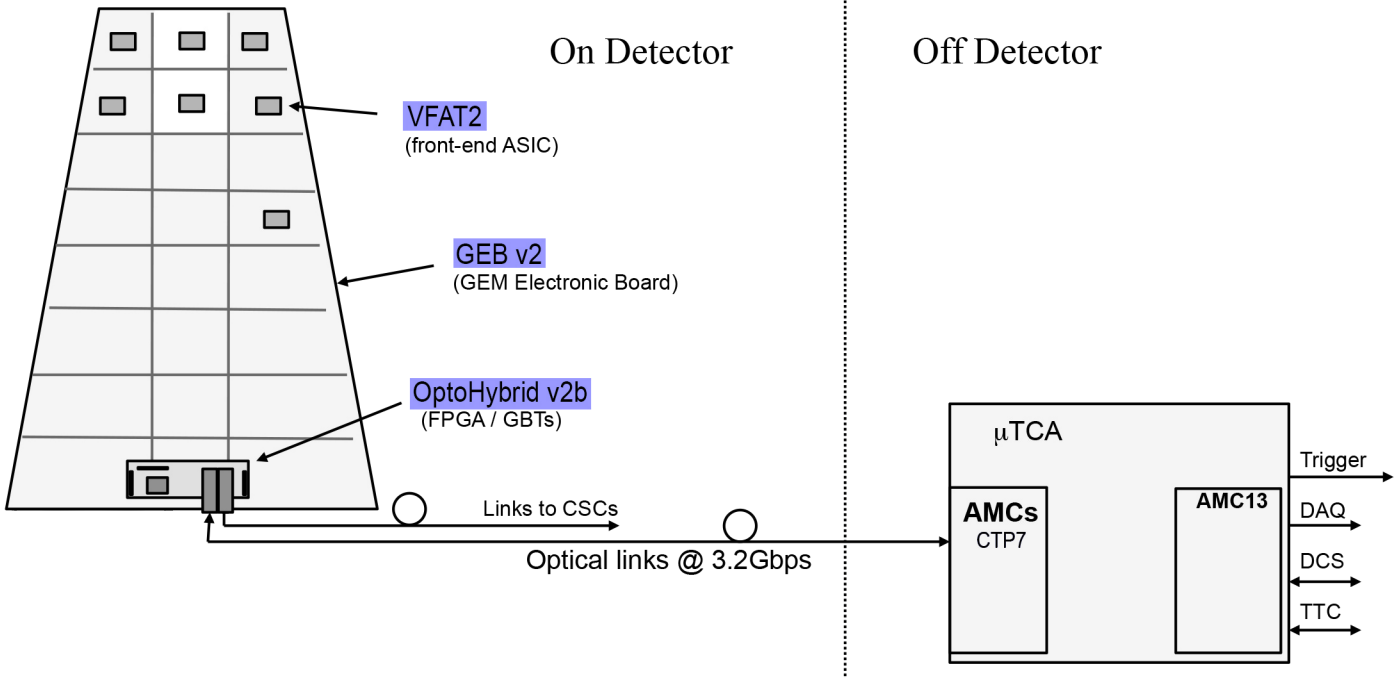 On Detector
Off Detector
VFAT2
(front-end ASIC)
GEB v2
(GEM Electronic Board)
OptoHybrid v2b
(FPGA / GBTs)
Links to CSCs
Optical links @ 3.2Gbps
μTCA
AMCs
CTP7
AMC13
Trigger
DAQ
DCS
TTC